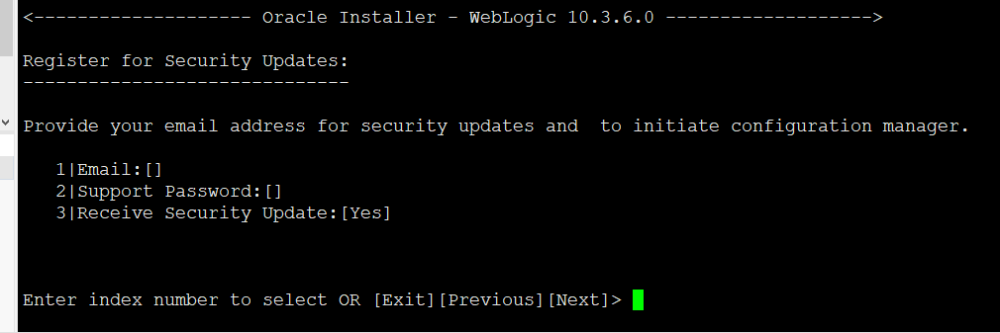 <-------------------- Oracle Installer - WebLogic 10.3.6.0 ------------------->
Register for Security Updates:
------------------------------
Provide your email address for security updates and  to initiate configuration manager.
1|Email:[]
2|Support Password:[]
3|Receive Security Update:[Yes]
Enter index number to select OR [Exit][Previous][Next]>